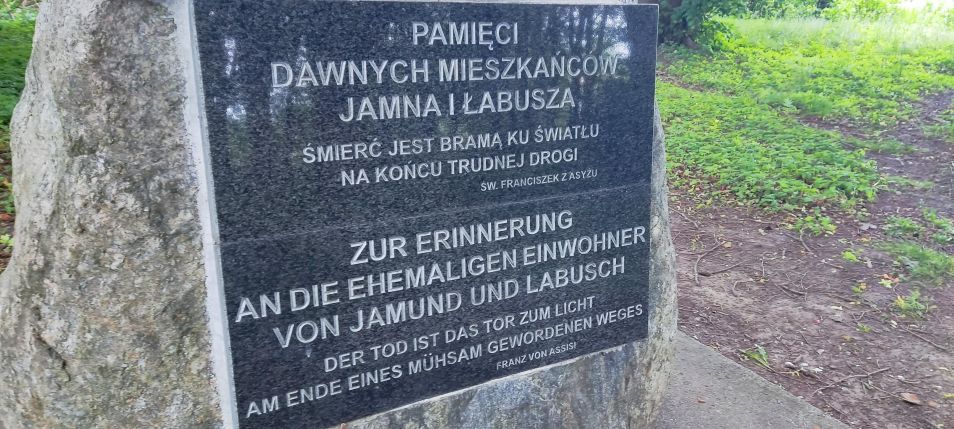 PAMIĘCI
DAWNYCH MIESZKAŃCÓW
JAMNA I ŁABUSZA
ŚMIERĆ JEST BRAMĄ KU ŚWIATŁU
NA KOŃCU TRUDNEJ DROGI
ŚW. FRANCISZEK Z ASYŻU
ZUR ERINNERUNG
AN DIE EHEMALIGEN EINWOHNER
VON JAMUND UND LABUSCH
DER TOD IST DAS TOR ZUM LICHT
AM ENDE EINES MÜHSAM GEWORDENEN WEGES
FRANZ VON ASSISI